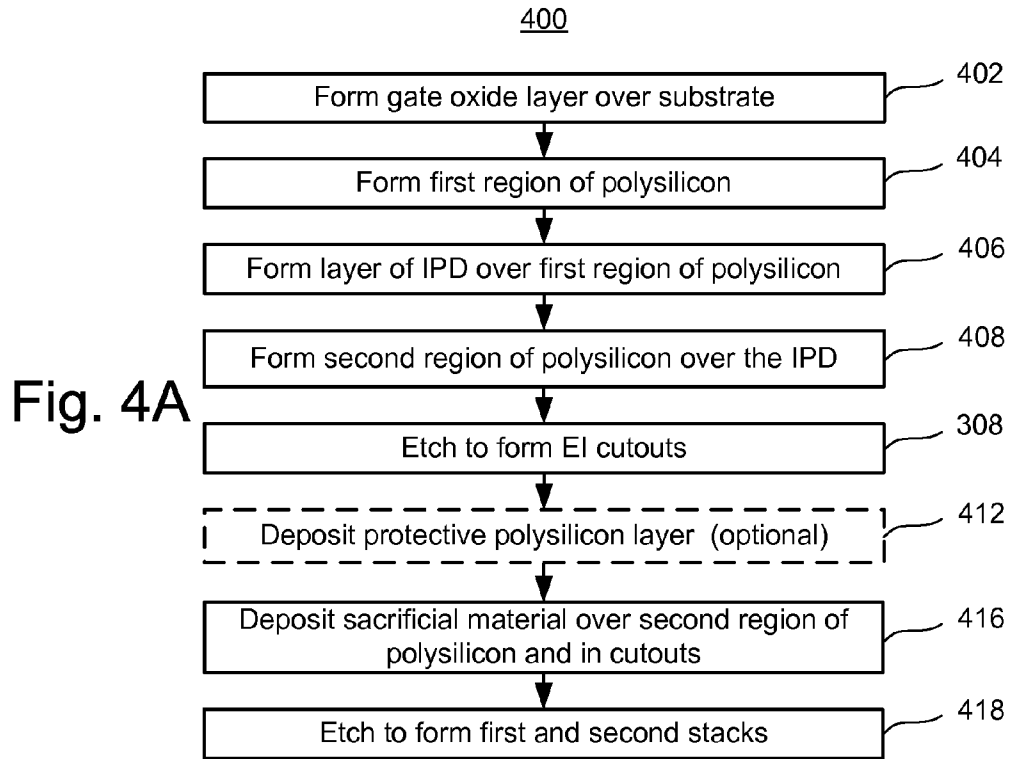 400
Form gate oxide layer over substrate
402
Form first region of polysilicon
404
Form layer of IPD over first region of polysilicon
406
Form second region of polysilicon over the IPD
408
Fig. 4A
Etch to form EI cutouts
308
Deposit protective polysilicon layer (optional)
412
Deposit sacrificial material over second region of
polysilicon and in cutouts
416
Etch to form first and second stacks
418